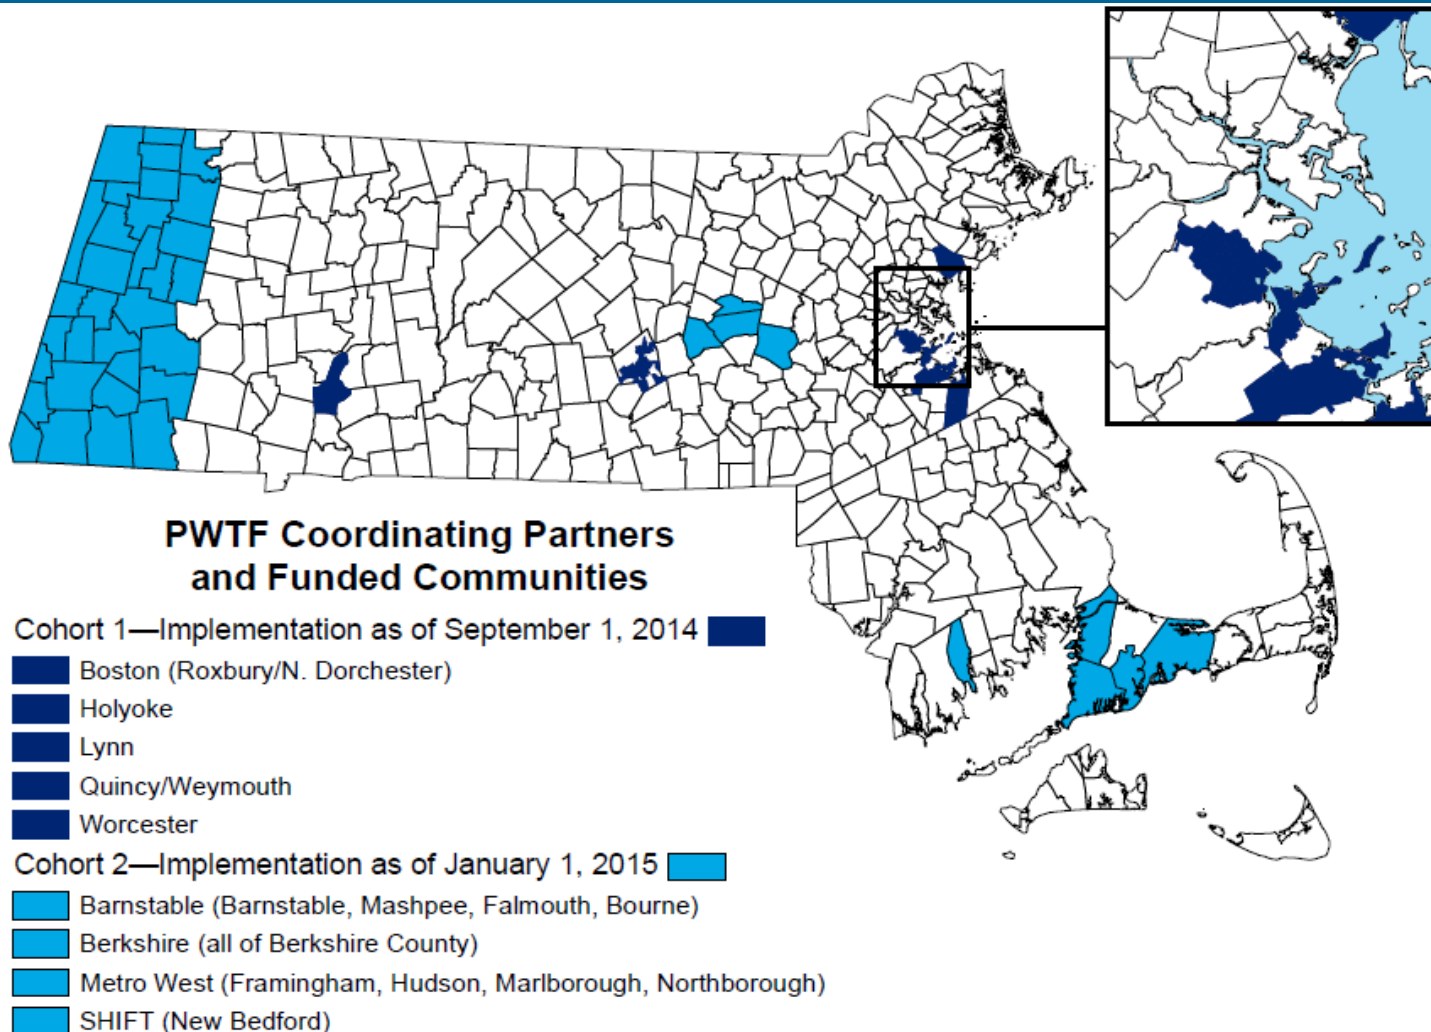 PWTF Coordinating Partners
and Funded Communities
Cohort 1—Implementation as of September 1, 2014
Boston (Roxbury/N. Dorchester)
Holyoke
Lynn
Quincy/Weymouth
Worcester
Cohort 2—Implementation as of January 1, 2015
Barnstable (Barnstable, Mashpee, Falmouth, Bourne)
Berkshire (all of Berkshire County)
Metro West (Framingham, Hudson, Marlborough, Northborough)
SHIFT (New Bedford)